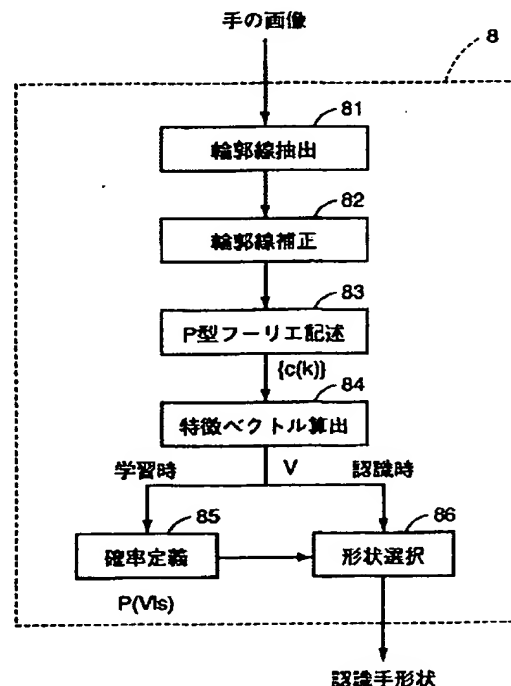 手の画像
8
81
輪郭線抽出
82
輪郭線補正
83
P型フーリエ記述
{c(k)}
84
特徴ベクトル算出
学習時
V
認識時
85
確率定義
86
形状選択
P(V|s)
認識手形状